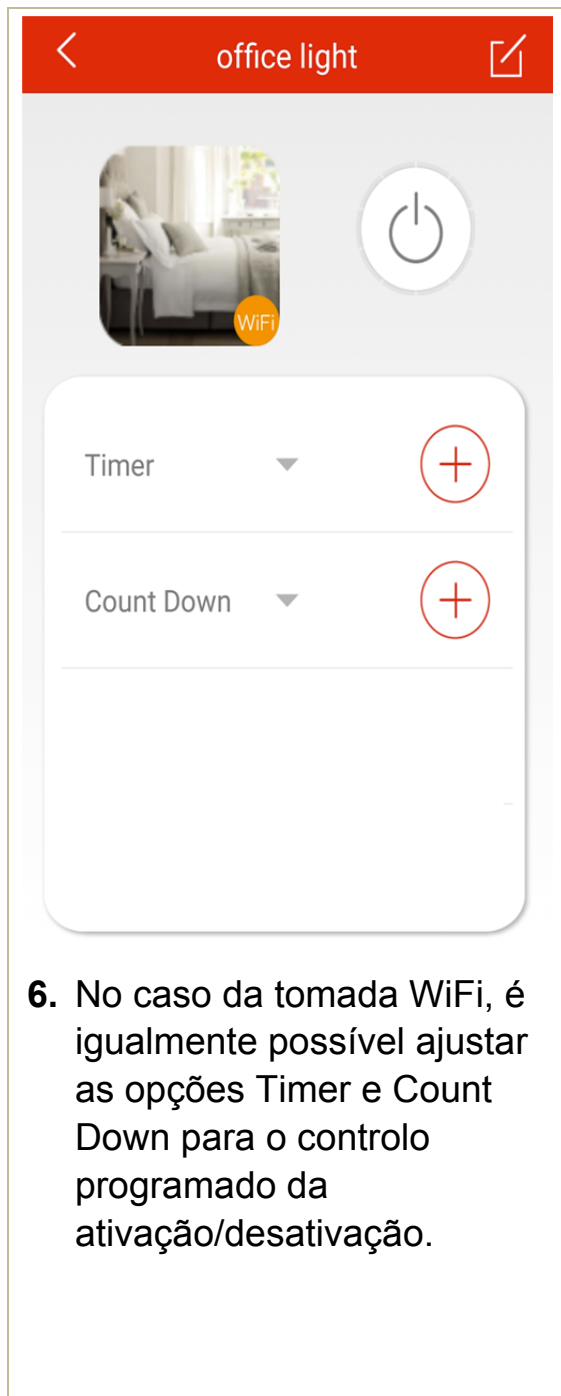 office light
WiFi
Timer
Count Down
6. No caso da tomada WiFi, é
igualmente possível ajustar
as opções Timer e Count
Down para o controlo
programado da
ativação/desativação.